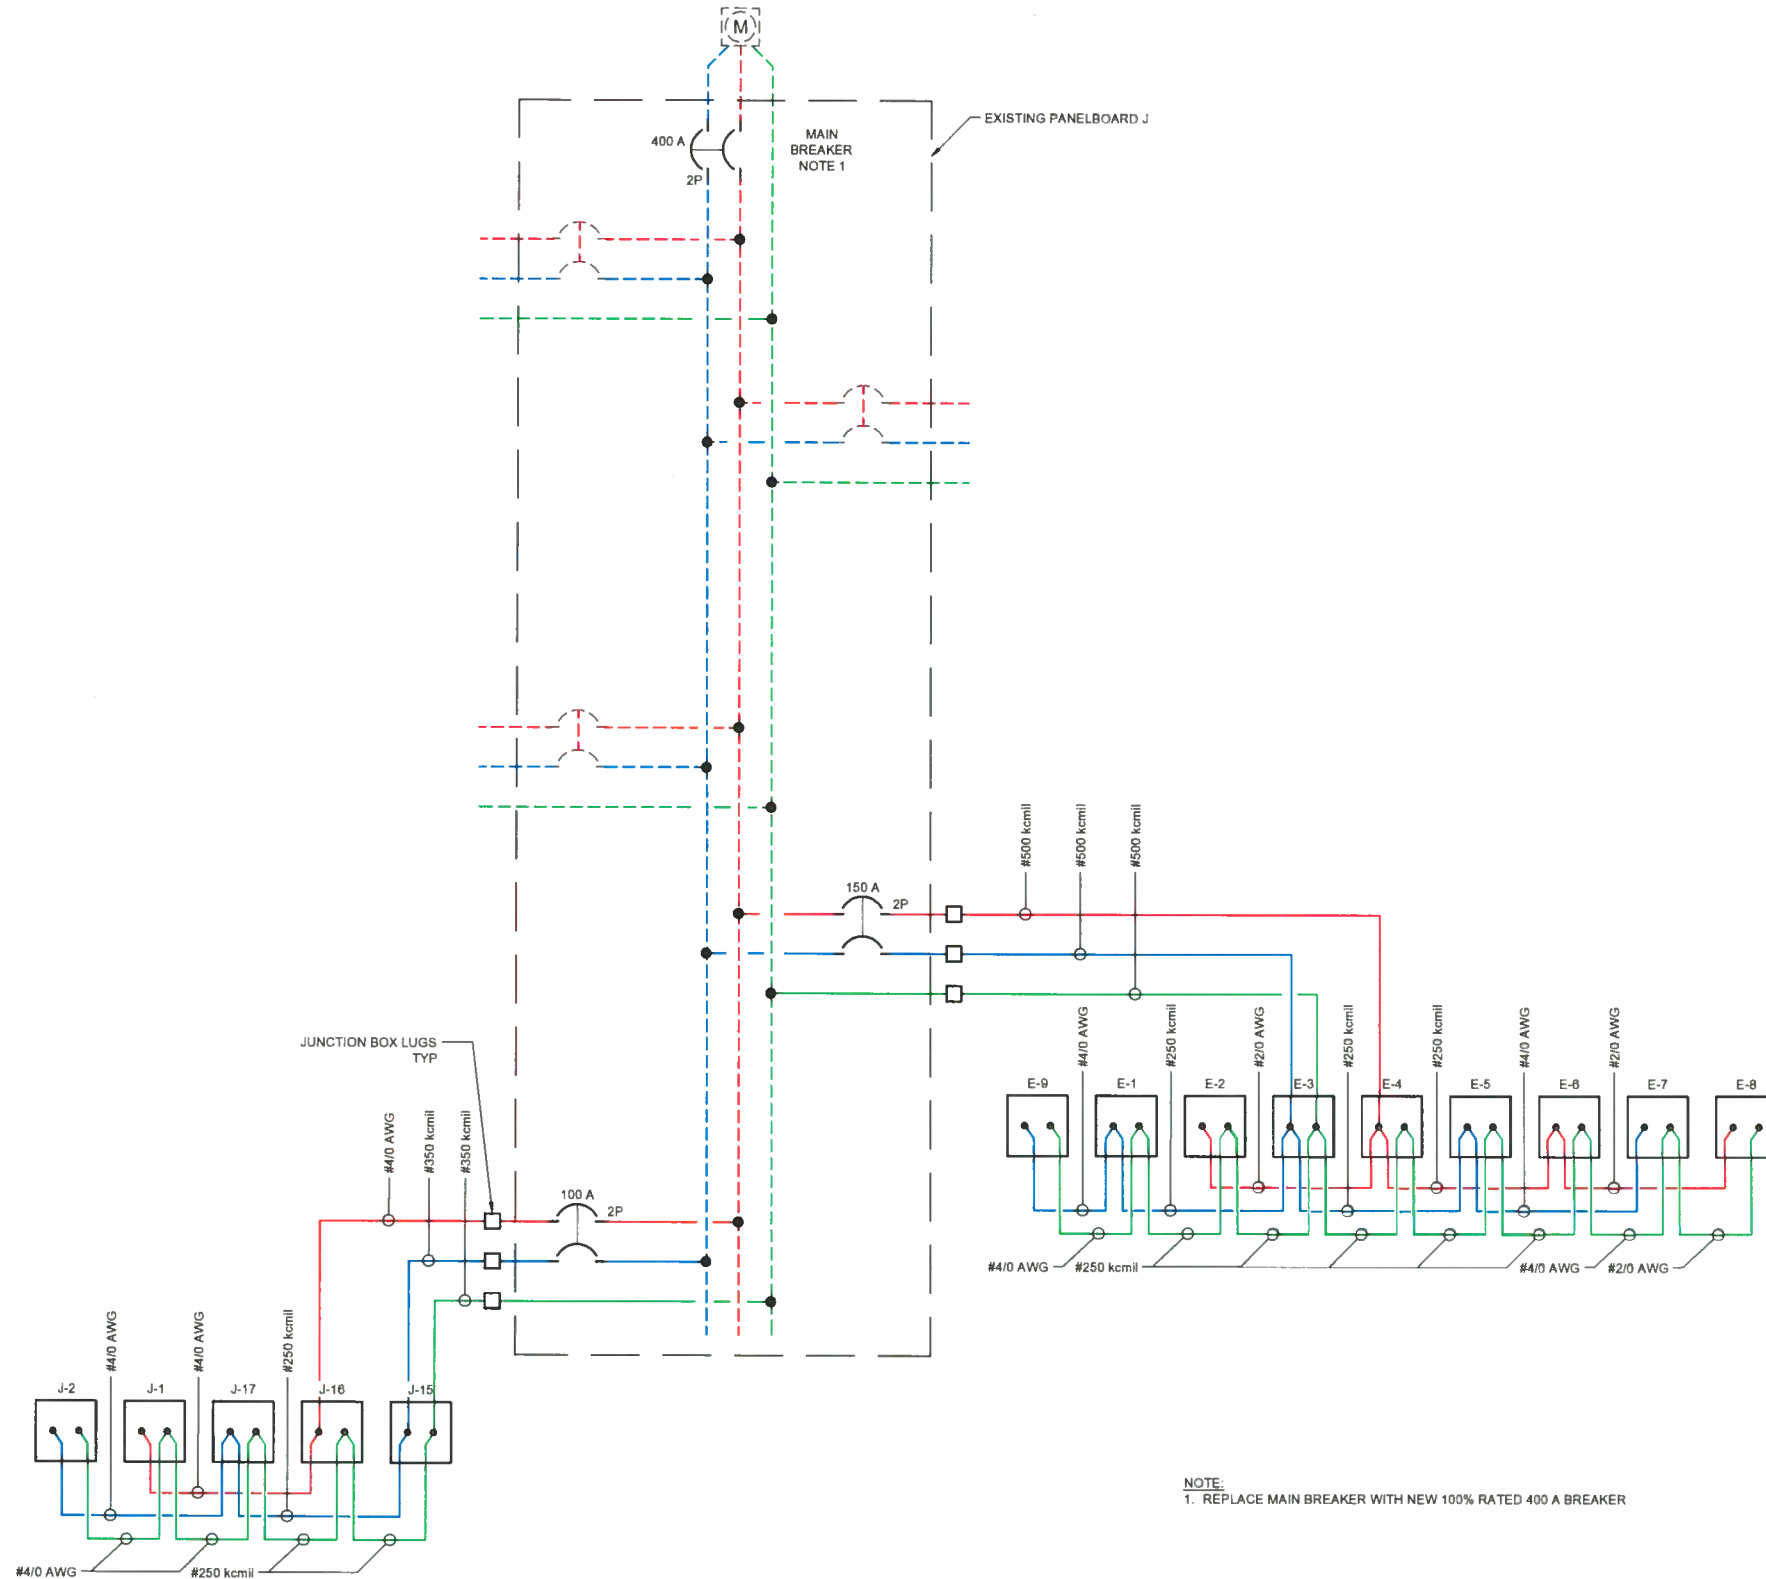 M
EXISTING PANELBOARD J
400 A
MAIN
BREAKER
NOTE 1
2P
#500 kcmil
#500 kcmil
#500 kcmil
150 A
2P
JUNCTION BOX LUGS
TYP
#4/0 AWG
#250 kcmil
#2/0 AWG
#250 kcmil
#250 kcmil
#4/0 AWG
#2/0 AWG
E-9
E-1
E-2
E-3
E-4
E-5
E-6
E-7
E-8
#4/0 AWG
#350 kcmil
#350 kcmil
100 A
2P
#4/0 AWG
#250 kcmil
#4/0 AWG
#2/0 AWG
#4/0 AWG
#4/0 AWG
#250 kcmil
J-2
J-1
J-17
J-16
J-15
#4/0 AWG
#250 kcmil
NOTE:
1. REPLACE MAIN BREAKER WITH NEW 100% RATED 400 A BREAKER